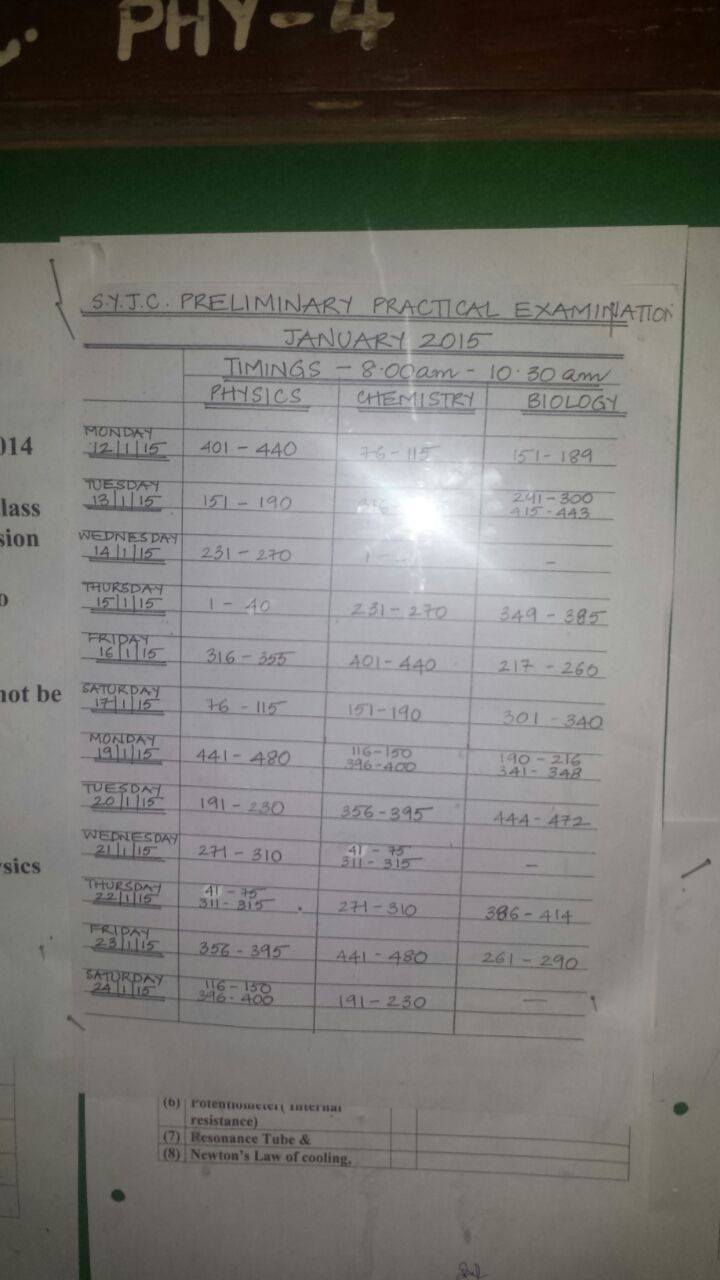 PHY-4
S.Y.J.C. PRELIMINARY PRACTICAL EXAMINATION
JANUARY 2015
TIMINGS - 8.00am - 10.30 am
PHYSICS CHEMISTRY BIOLOGY
MONDAY
12/1/15 401 - 440 76 - 115 151 - 189
TUESDAY
13/1/15 151 - 190 316 241 - 300
415 - 443
WEDNESDAY
14/1/15 231 - 270 1 - -
THURSDAY
15/1/15 1 - 40 231 - 270 349 - 385
FRIDAY
16/1/15 316 - 355 401 - 440 217 - 260
SATURDAY
17/1/15 76 - 115 151 - 190 301 - 340
MONDAY
19/1/15 441 - 480 116 - 150 190 - 216
396 - 400 341 - 348
TUESDAY
20/1/15 191 - 230 356 - 395 444 - 472
WEDNESDAY
21/1/15 271 - 310 41 - 75 -
311 - 315
THURSDAY
22/1/15 41 - 75 271 - 310 386 - 414
311 - 315
FRIDAY
23/1/15 356 - 395 441 - 480 261 - 290
SATURDAY
24/1/15 116 - 150 191 - 230 -
396 - 400
014
lass
sion
not be
sics
(6) Potentiometer( Internal
resistance)
(7) Resonance Tube &
(8) Newton's Law of cooling,